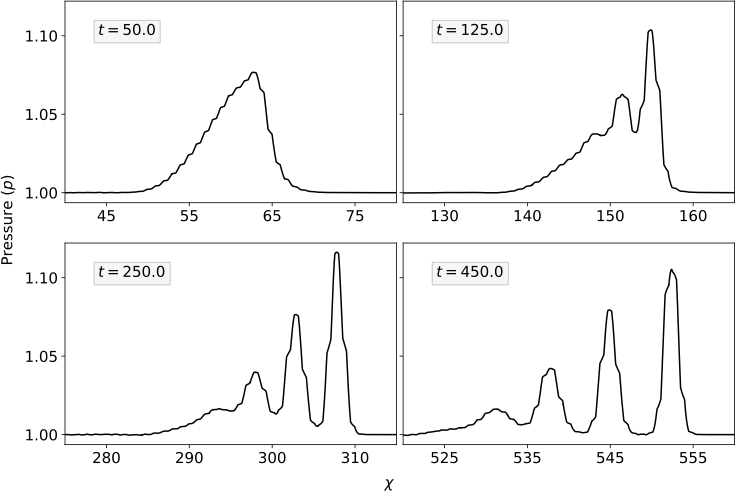 t = 50.0
t = 125.0
1.10
1.05
1.00
45 55 65 75
130 140 150 160
Pressure (p)
t = 250.0
t = 450.0
1.10
1.05
1.00
280 290 300 310
525 535 545 555
χ